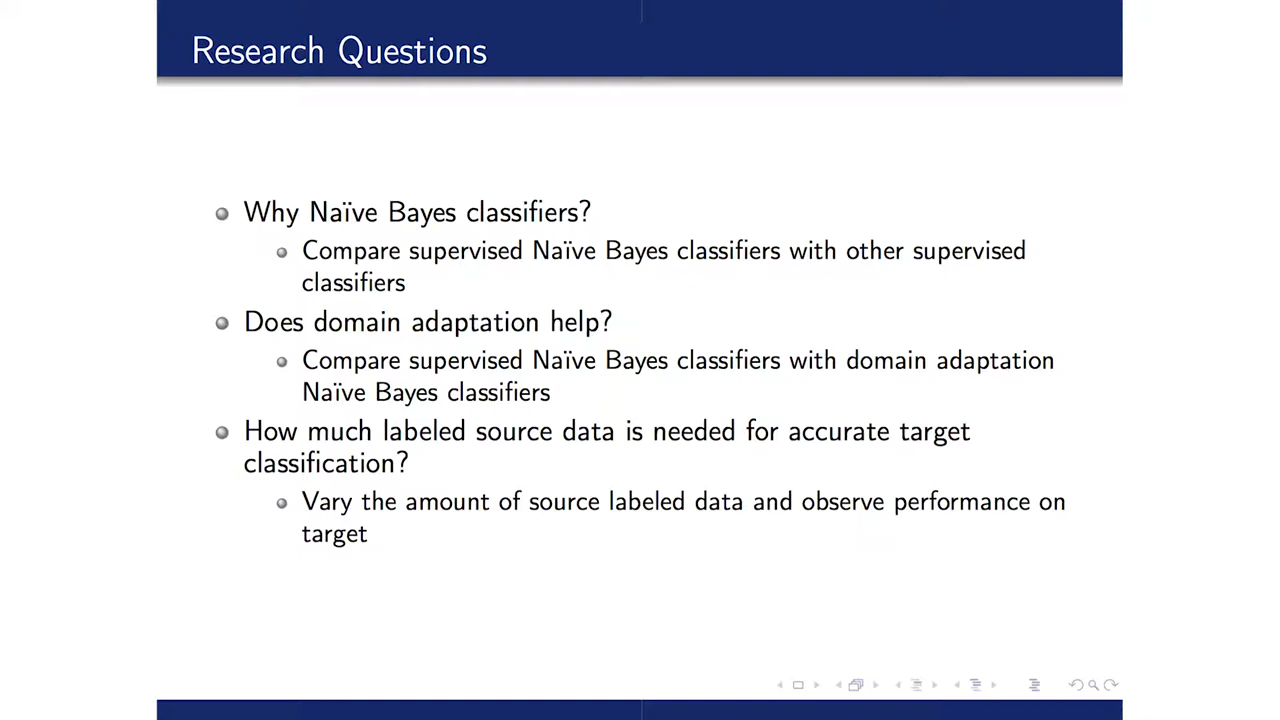 Research Questions
Why Naïve Bayes classifiers?
Compare supervised Naïve Bayes classifiers with other supervised
classifiers
Does domain adaptation help?
Compare supervised Naïve Bayes classifiers with domain adaptation
Naïve Bayes classifiers
How much labeled source data is needed for accurate target
classification?
Vary the amount of source labeled data and observe performance on
target